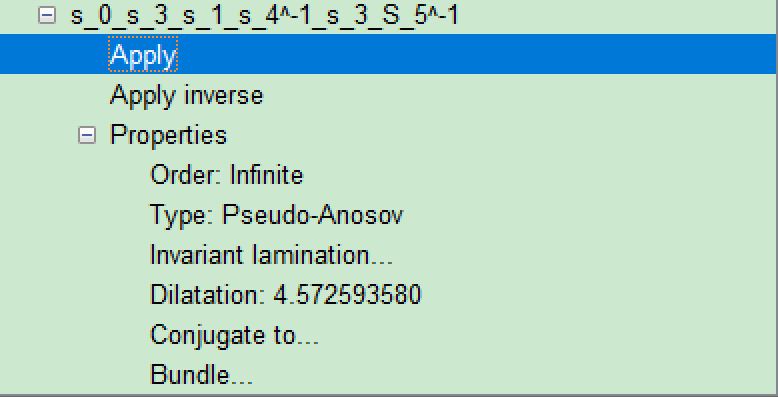 s_0_s_3_s_1_s_4^-1_s_3_S_5^-1
Apply
Apply inverse
Properties
Order: Infinite
Type: Pseudo-Anosov
Invariant lamination...
Dilatation: 4.572593580
Conjugate to...
Bundle...